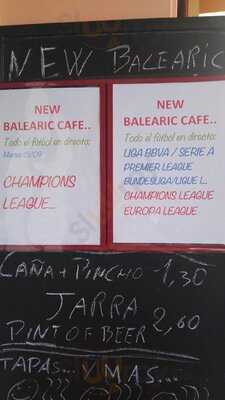 NEW BALEARIC
NEW
BALEARIC CAFE..
Todo el fútbol en directo:
CHAMPIONS
LEAGUE...
NEW
BALEARIC CAFE..
Todo el fútbol en directo:
LIGA BBVA / SERIE A
PREMIER LEAGUE
BUNDESLIGA/LIGUE 1...
CHAMPIONS LEAGUE
EUROPA LEAGUE
CAÑA + PINCHO - 1,30
JARRA
PINT OF BEER 2,60
TAPAS... Y MAS...